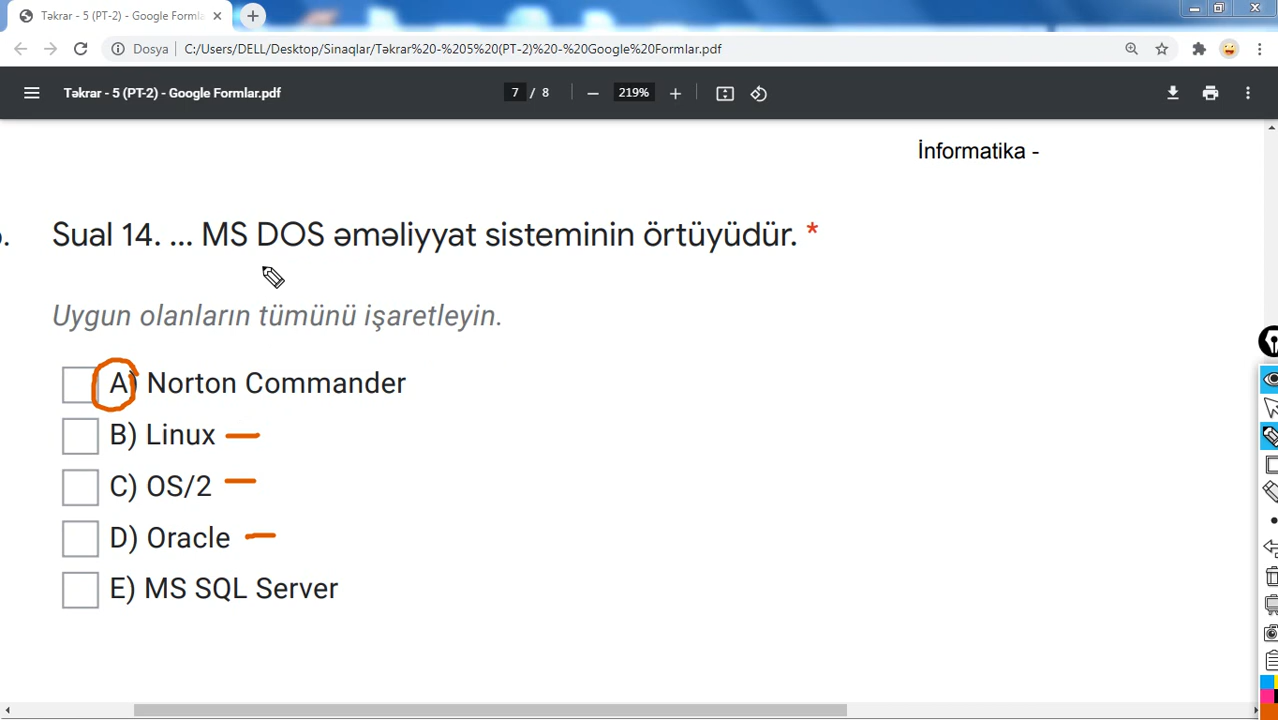 Təkrar - 5 (PT-2) - Google Formla
Dosya C:/Users/DELL/Desktop/Sinaqlar/Təkrar%20-%205%20(PT-2)%20-%20Google%20Formlar.pdf
Təkrar - 5 (PT-2) - Google Formlar.pdf 7 / 8 219%
İnformatika -
Sual 14. ... MS DOS əməliyyat sisteminin örtüyüdür. *
Uygun olanların tümünü işaretleyin.
A) Norton Commander
B) Linux
C) OS/2
D) Oracle
E) MS SQL Server